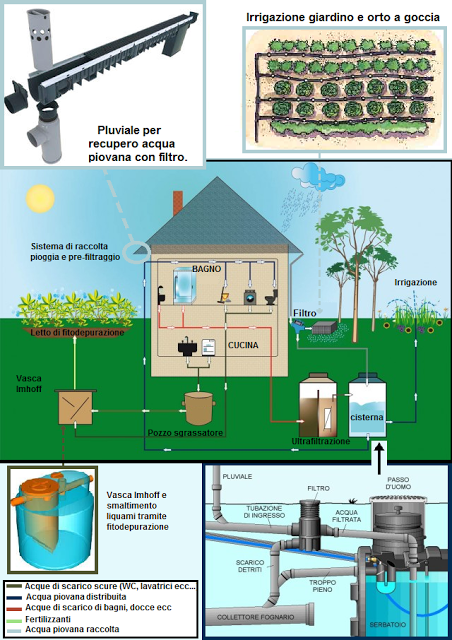 Irrigazione giardino e orto a goccia
Pluviale per
recupero acqua
piovana con filtro.
Sistema di raccolta
pioggia e pre-filtraggio
BAGNO
Irrigazione
Filtro
Letto di fitodepurazione
CUCINA
Vasca
Imhoff
cisterna
Pozzo sgrassatore
Ultrafiltrazione
Vasca Imhoff e
smaltimento
liquami tramite
fitodepurazione
PLUVIALE
FILTRO
PASSO
D'UOMO
TUBAZIONE
DI INGRESSO
ACQUA
FILTRATA
SCARICO
DETRITI
TROPPO
PIENO
COLLETTORE FOGNARIO
SERBATOIO
Acque di scarico scure (WC, lavatrici ecc...
Acqua piovana distribuita
Acque di scarico di bagni, docce ecc
Fertilizzanti
Acqua piovana raccolta